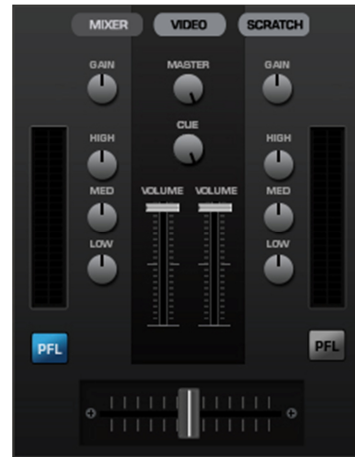 MIXER VIDEO SCRATCH
GAIN MASTER GAIN
CUE
HIGH HIGH
MED VOLUME VOLUME MED
LOW LOW
PFL PFL